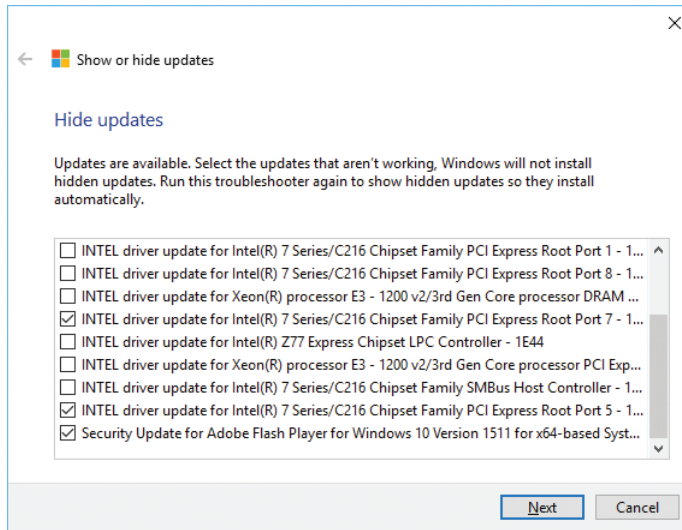 Show or hide updates
Hide updates
Updates are available. Select the updates that aren't working, Windows will not install
hidden updates. Run this troubleshooter again to show hidden updates so they install
automatically.
INTEL driver update for Intel(R) 7 Series/C216 Chipset Family PCI Express Root Port 1 - 1...
INTEL driver update for Intel(R) 7 Series/C216 Chipset Family PCI Express Root Port 8 - 1...
INTEL driver update for Xeon(R) processor E3 - 1200 v2/3rd Gen Core processor DRAM ...
INTEL driver update for Intel(R) 7 Series/C216 Chipset Family PCI Express Root Port 7 - 1...
INTEL driver update for Intel(R) Z77 Express Chipset LPC Controller - 1E44
INTEL driver update for Xeon(R) processor E3 - 1200 v2/3rd Gen Core processor PCI Exp...
INTEL driver update for Intel(R) 7 Series/C216 Chipset Family SMBus Host Controller - 1...
INTEL driver update for Intel(R) 7 Series/C216 Chipset Family PCI Express Root Port 5 - 1...
Security Update for Adobe Flash Player for Windows 10 Version 1511 for x64-based Syst...
Next Cancel